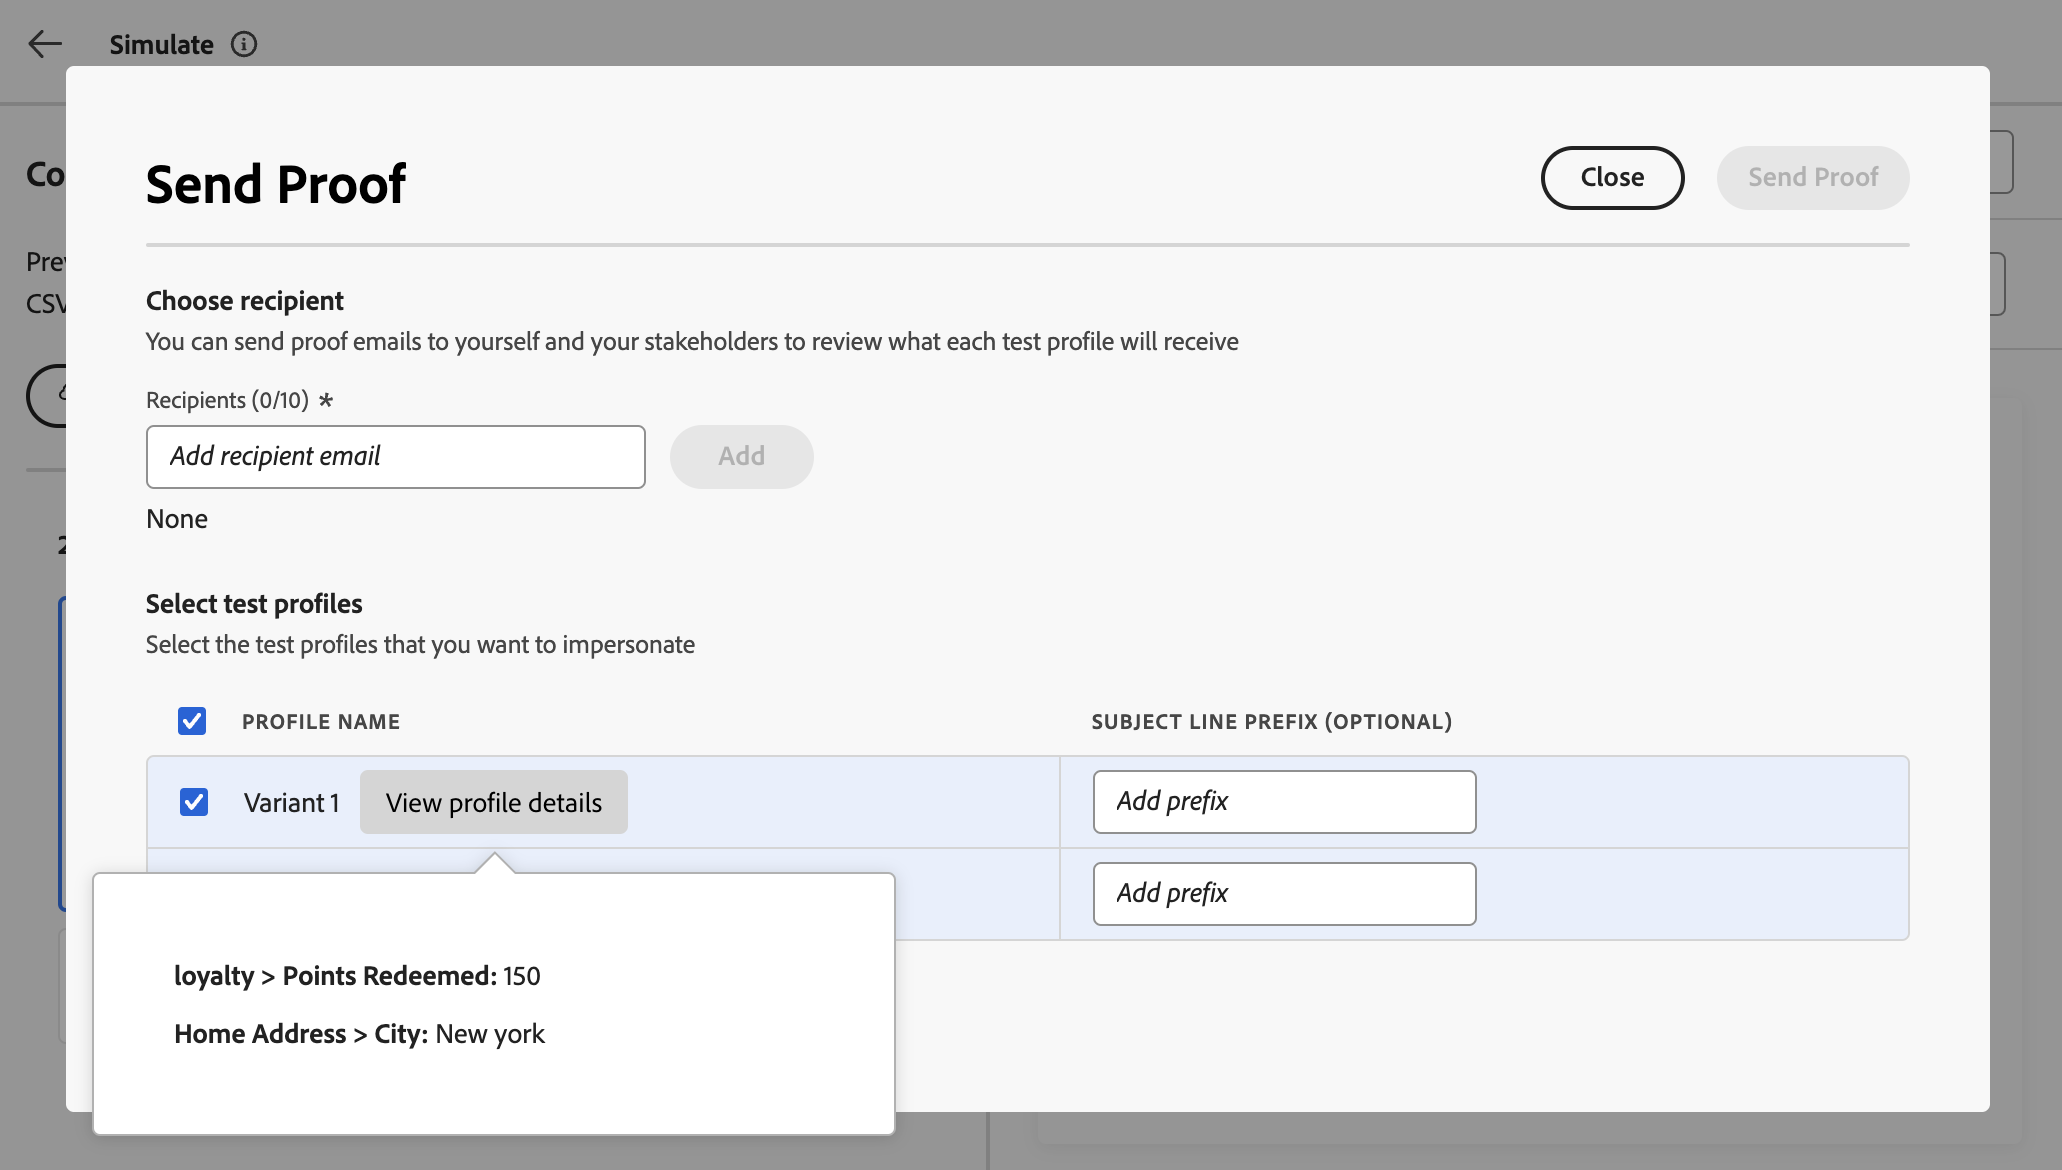 Simulate
Send Proof
Close
Send Proof
Choose recipient
You can send proof emails to yourself and your stakeholders to review what each test profile will receive
Recipients (0/10) *
Add recipient email
Add
None
Select test profiles
Select the test profiles that you want to impersonate
PROFILE NAME
SUBJECT LINE PREFIX (OPTIONAL)
Variant 1
View profile details
Add prefix
Add prefix
loyalty > Points Redeemed: 150
Home Address > City: New york